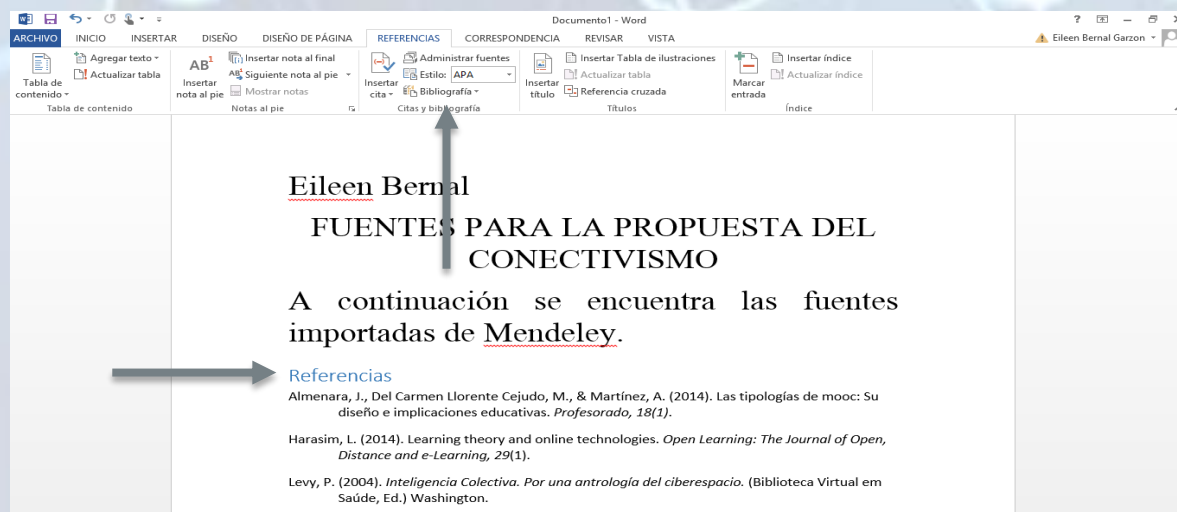 Documento1 - Word
ARCHIVO INICIO INSERTAR DISEÑO DISEÑO DE PÁGINA REFERENCIAS CORRESPONDENCIA REVISAR VISTA Eileen Bernal Garzon
Tabla de contenido
Agregar texto
Actualizar tabla
Tabla de contenido
AB¹ Insertar nota al pie
Insertar nota al final
Siguiente nota al pie
Mostrar notas
Notas al pie
Insertar cita
Administrar fuentes
Estilo: APA
Bibliografía
Citas y bibliografía
Insertar título
Insertar Tabla de ilustraciones
Actualizar tabla
Referencia cruzada
Títulos
Marcar entrada
Insertar índice
Actualizar índice
Índice
Eileen Bernal
FUENTES PARA LA PROPUESTA DEL
CONECTIVISMO
A continuación se encuentra las fuentes
importadas de Mendeley.
Referencias
Almenara, J., Del Carmen Llorente Cejudo, M., & Martínez, A. (2014). Las tipologías de mooc: Su
diseño e implicaciones educativas. Profesorado, 18(1).
Harasim, L. (2014). Learning theory and online technologies. Open Learning: The Journal of Open,
Distance and e-Learning, 29(1).
Levy, P. (2004). Inteligencia Colectiva. Por una antrología del ciberespacio. (Biblioteca Virtual em
Saúde, Ed.) Washington.